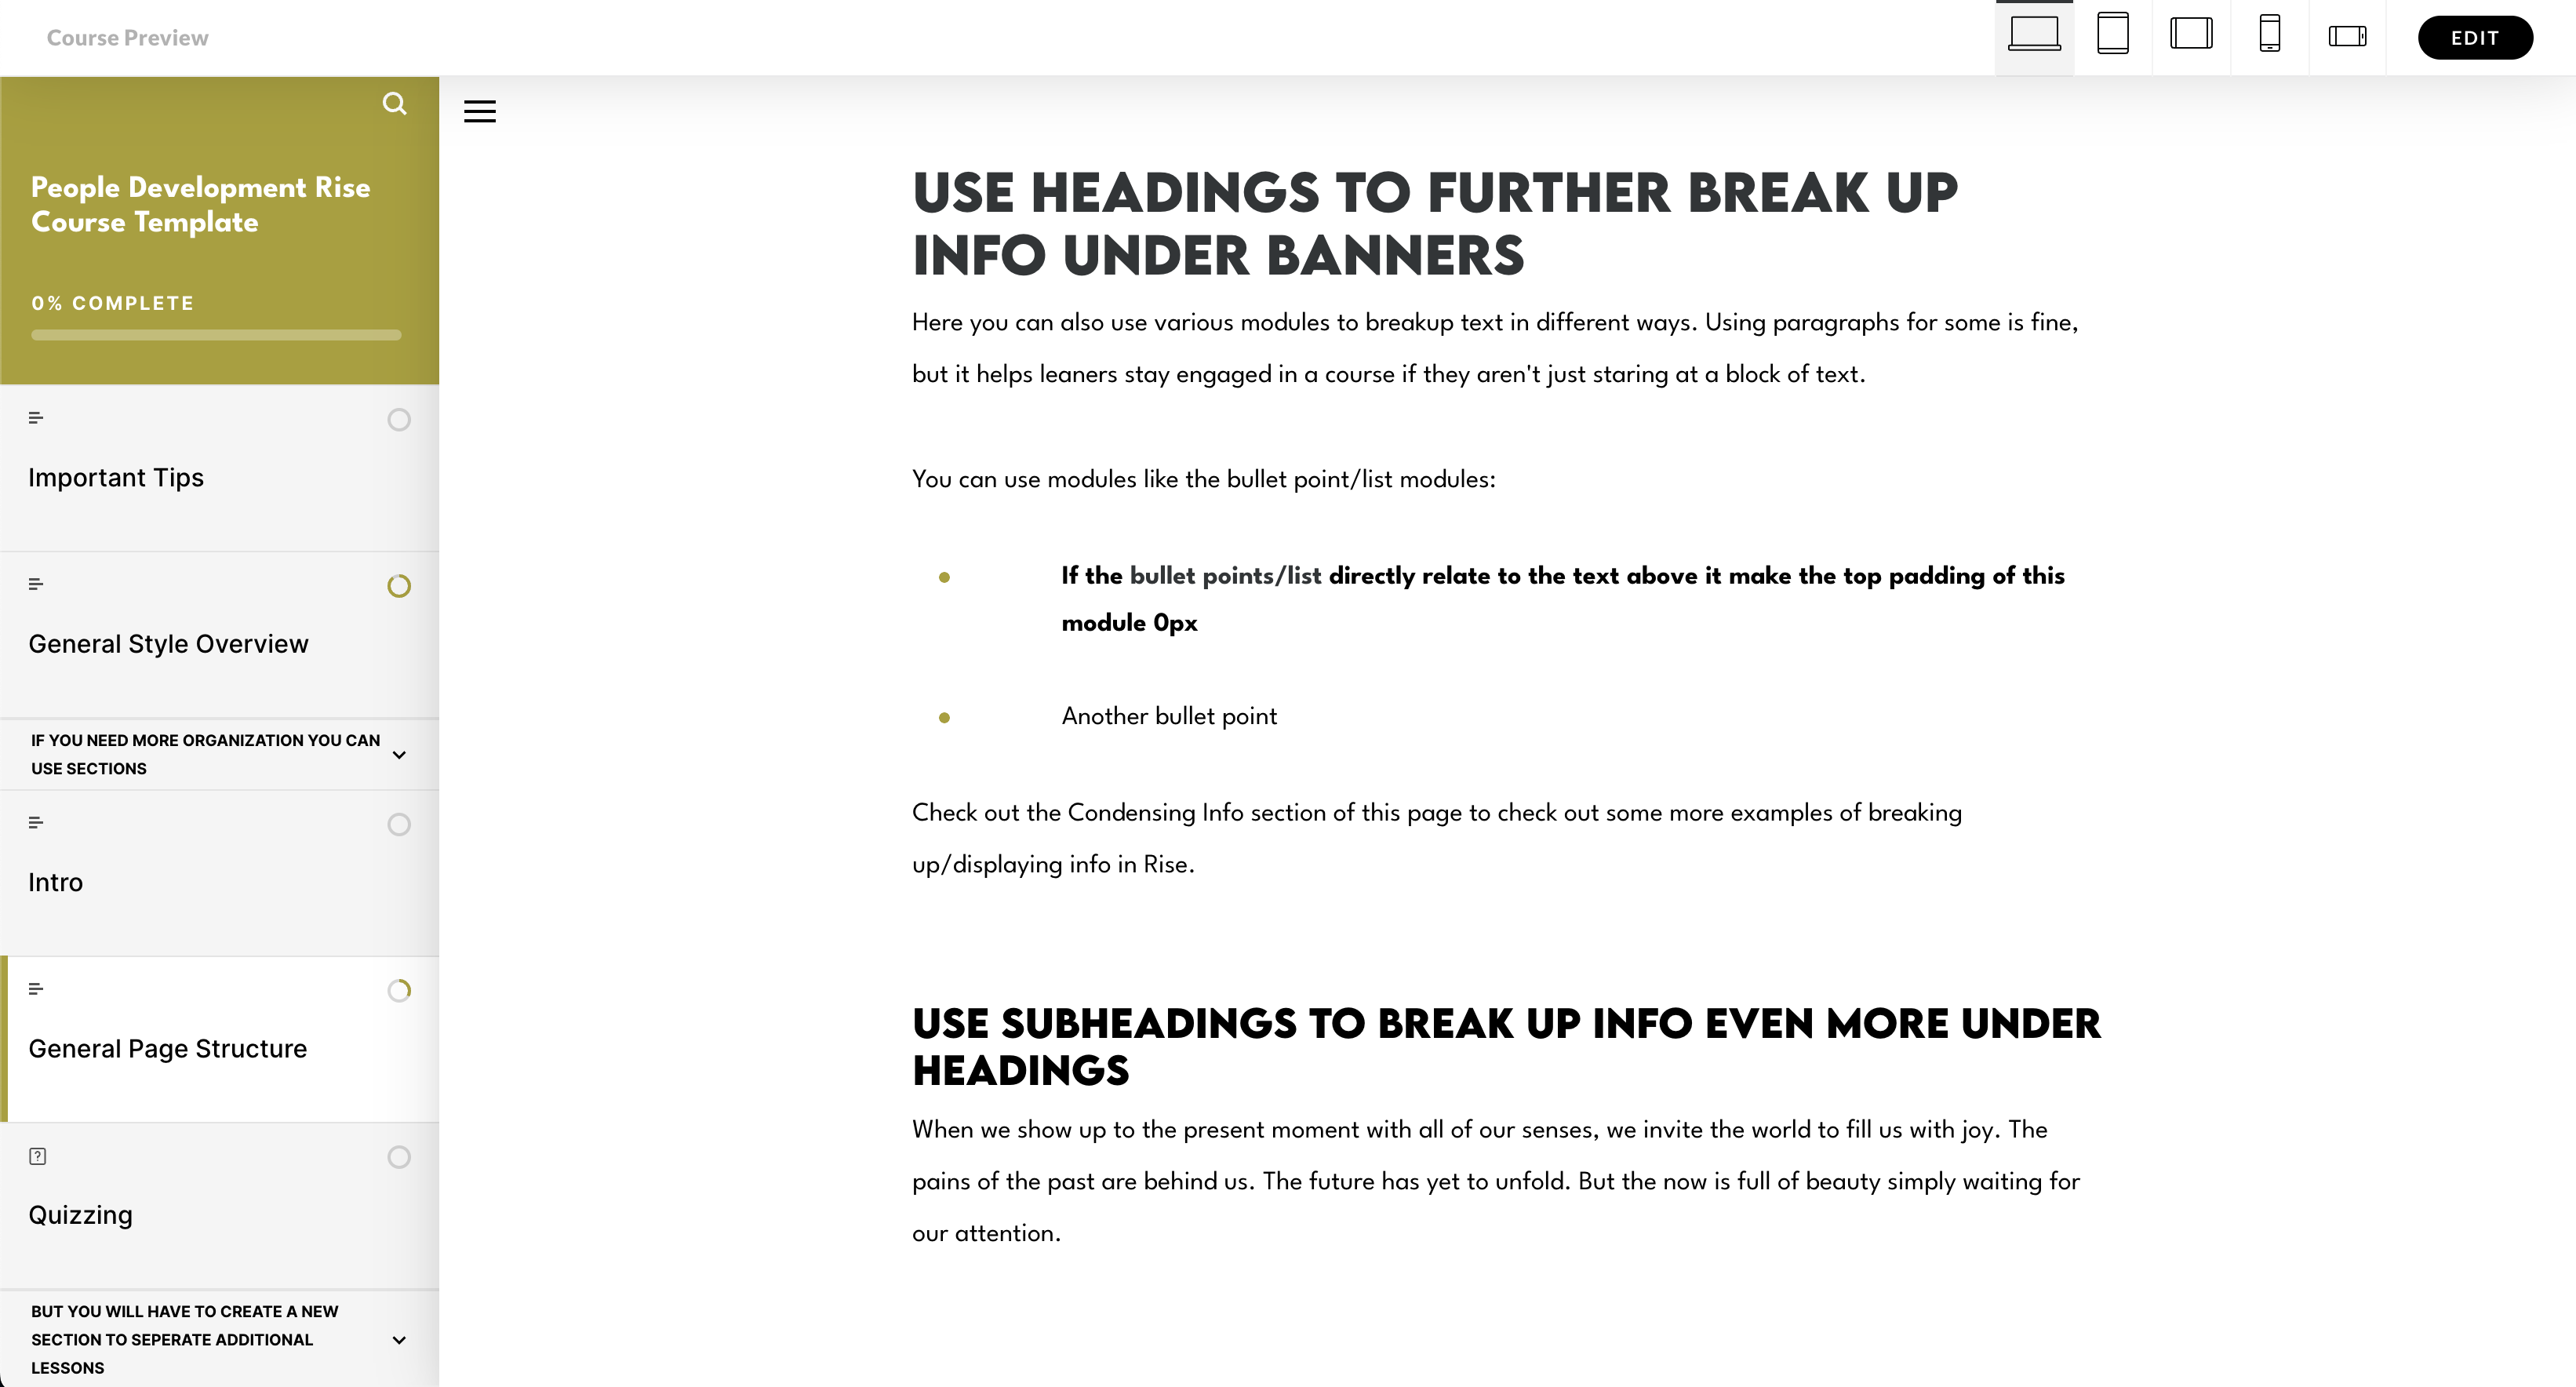 Course Preview
EDIT
People Development Rise
Course Template
0% COMPLETE
Important Tips
General Style Overview
IF YOU NEED MORE ORGANIZATION YOU CAN
USE SECTIONS
Intro
General Page Structure
Quizzing
BUT YOU WILL HAVE TO CREATE A NEW
SECTION TO SEPERATE ADDITIONAL
LESSONS
USE HEADINGS TO FURTHER BREAK UP
INFO UNDER BANNERS
Here you can also use various modules to breakup text in different ways. Using paragraphs for some is fine,
but it helps leaners stay engaged in a course if they aren't just staring at a block of text.
You can use modules like the bullet point/list modules:
If the bullet points/list directly relate to the text above it make the top padding of this
module 0px
Another bullet point
Check out the Condensing Info section of this page to check out some more examples of breaking
up/displaying info in Rise.
USE SUBHEADINGS TO BREAK UP INFO EVEN MORE UNDER
HEADINGS
When we show up to the present moment with all of our senses, we invite the world to fill us with joy. The
pains of the past are behind us. The future has yet to unfold. But the now is full of beauty simply waiting for
our attention.